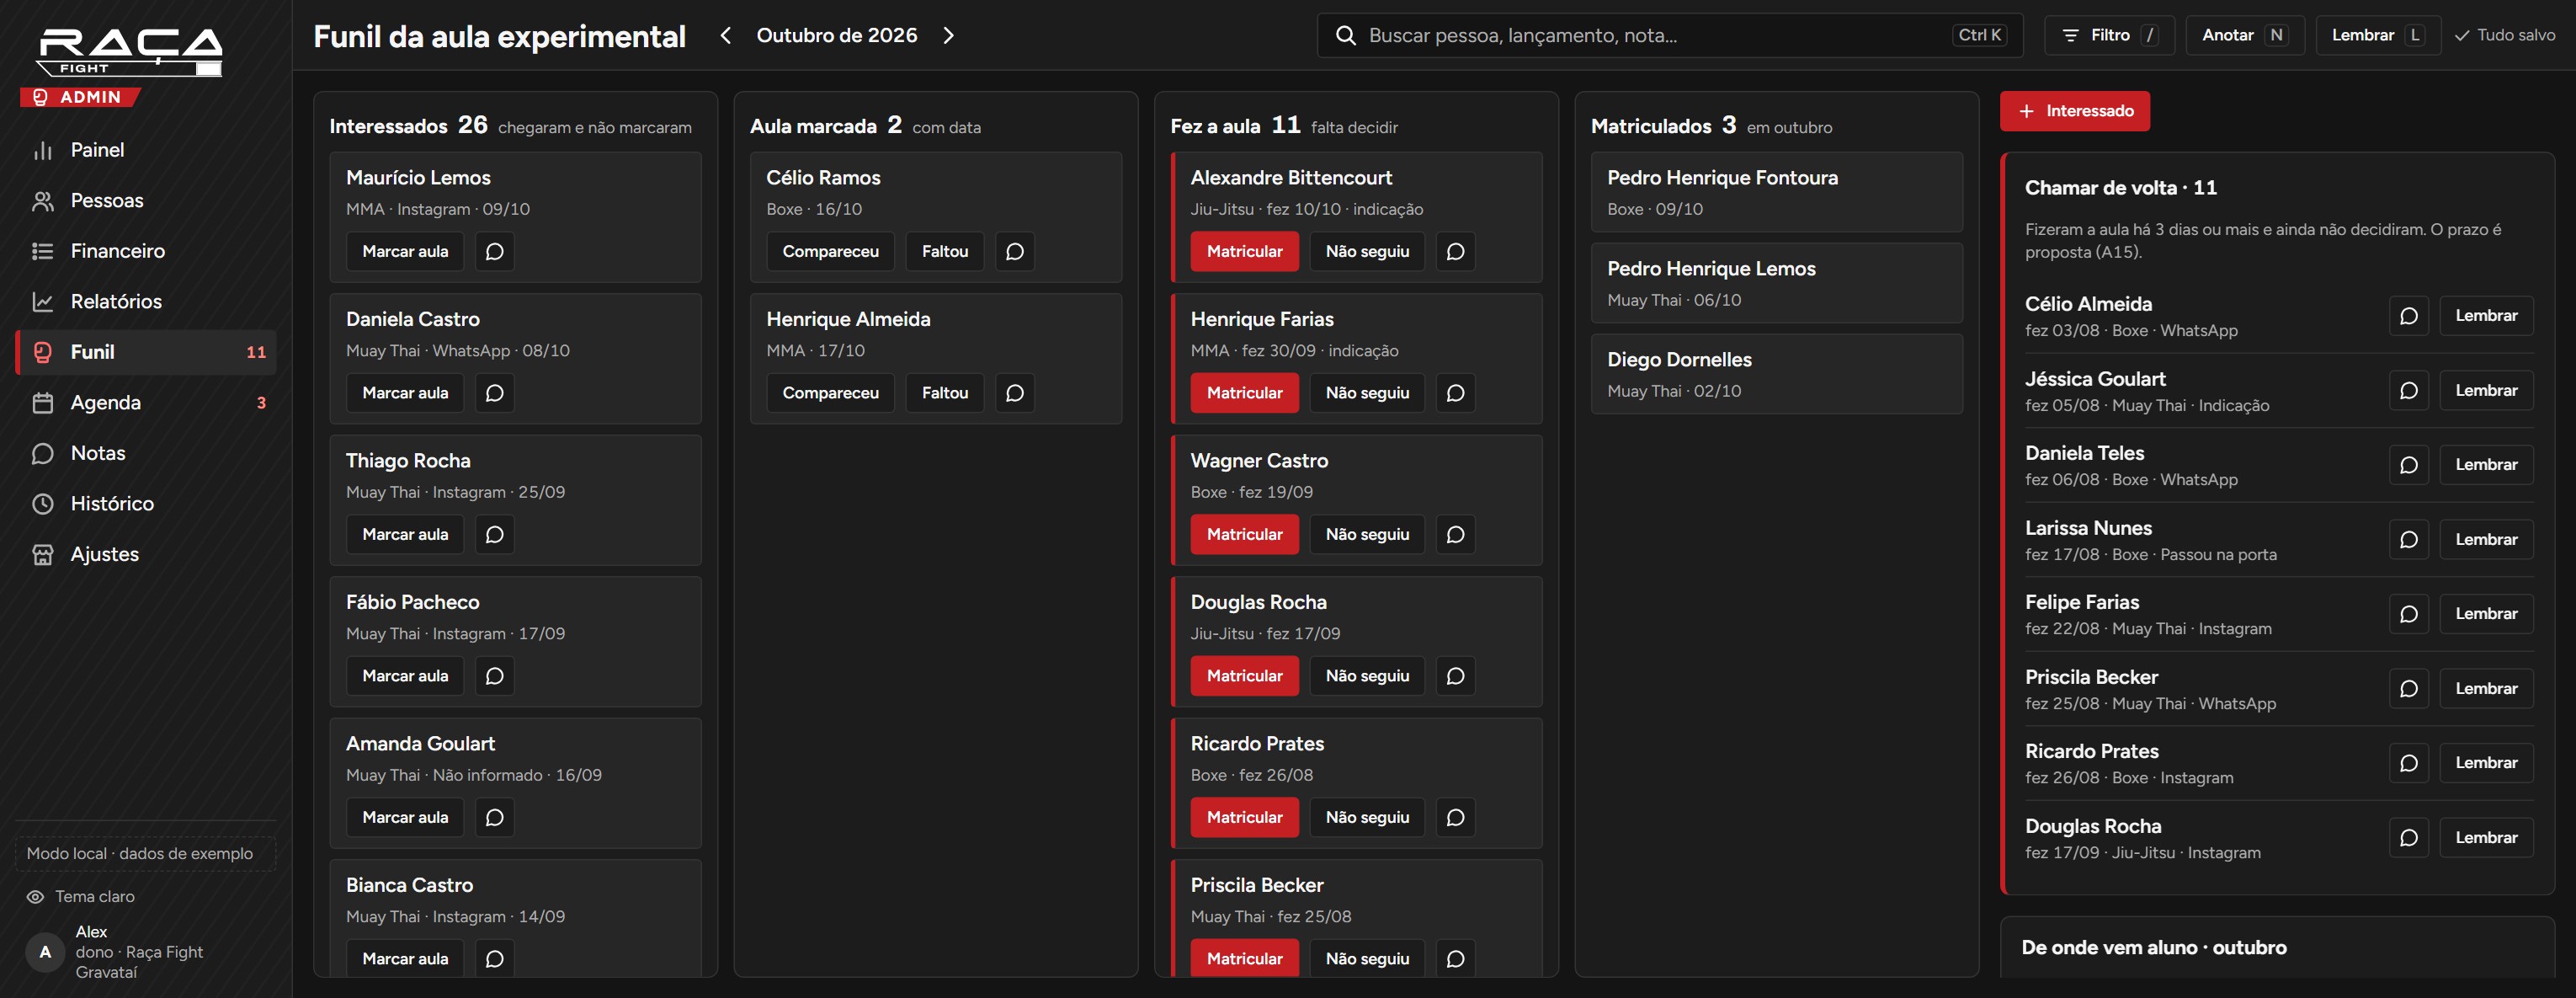 RAÇA
FIGHT
ADMIN
Painel
Pessoas
Financeiro
Relatórios
Funil 11
Agenda 3
Notas
Histórico
Ajustes
Modo local · dados de exemplo
Tema claro
A
Alex
dono · Raça Fight
Gravataí
Funil da aula experimental
Outubro de 2026
Buscar pessoa, lançamento, nota... Ctrl K
Filtro /
Anotar N
Lembrar L
Tudo salvo
Interessados 26 chegaram e não marcaram
Maurício Lemos
MMA · Instagram · 09/10
Marcar aula
Daniela Castro
Muay Thai · WhatsApp · 08/10
Marcar aula
Thiago Rocha
Muay Thai · Instagram · 25/09
Marcar aula
Fábio Pacheco
Muay Thai · Instagram · 17/09
Marcar aula
Amanda Goulart
Muay Thai · Não informado · 16/09
Marcar aula
Bianca Castro
Muay Thai · Instagram · 14/09
Marcar aula
Aula marcada 2 com data
Célio Ramos
Boxe · 16/10
Compareceu Faltou
Henrique Almeida
MMA · 17/10
Compareceu Faltou
Fez a aula 11 falta decidir
Alexandre Bittencourt
Jiu-Jitsu · fez 10/10 · indicação
Matricular Não seguiu
Henrique Farias
MMA · fez 30/09 · indicação
Matricular Não seguiu
Wagner Castro
Boxe · fez 19/09
Matricular Não seguiu
Douglas Rocha
Jiu-Jitsu · fez 17/09
Matricular Não seguiu
Ricardo Prates
Boxe · fez 26/08
Matricular Não seguiu
Priscila Becker
Muay Thai · fez 25/08
Matricular Não seguiu
Matriculados 3 em outubro
Pedro Henrique Fontoura
Boxe · 09/10
Pedro Henrique Lemos
Muay Thai · 06/10
Diego Dornelles
Muay Thai · 02/10
+ Interessado
Chamar de volta · 11
Fizeram a aula há 3 dias ou mais e ainda não decidiram. O prazo é
proposta (A15).
Célio Almeida
fez 03/08 · Boxe · WhatsApp
Lembrar
Jéssica Goulart
fez 05/08 · Muay Thai · Indicação
Lembrar
Daniela Teles
fez 06/08 · Boxe · WhatsApp
Lembrar
Larissa Nunes
fez 17/08 · Boxe · Passou na porta
Lembrar
Felipe Farias
fez 22/08 · Muay Thai · Instagram
Lembrar
Priscila Becker
fez 25/08 · Muay Thai · WhatsApp
Lembrar
Ricardo Prates
fez 26/08 · Boxe · Instagram
Lembrar
Douglas Rocha
fez 17/09 · Jiu-Jitsu · Instagram
Lembrar
De onde vem aluno · outubro